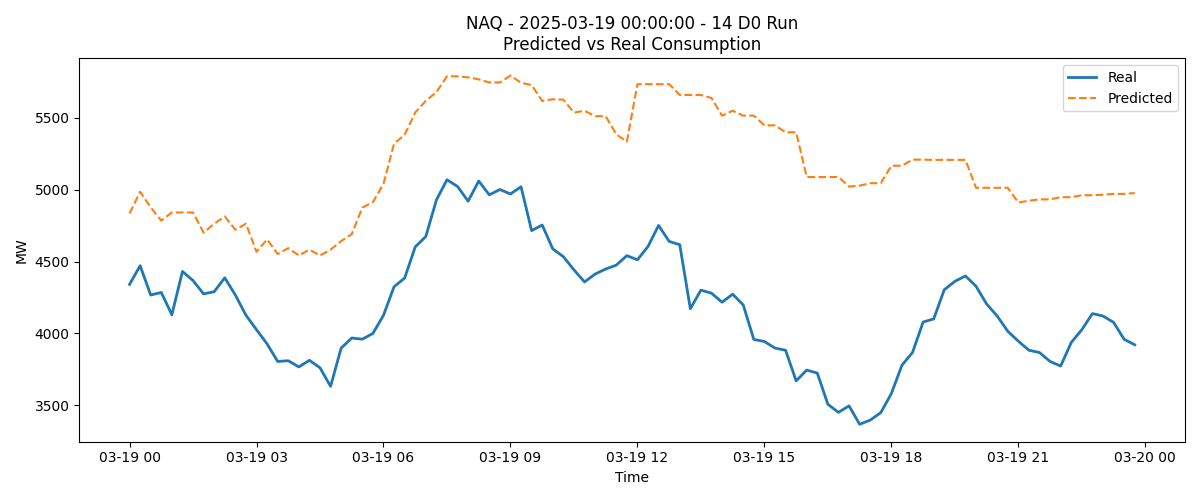 NAQ - 2025-03-19 00:00:00 - 14 D0 Run
Predicted vs Real Consumption
Real
Predicted
MW
5500
5000
4500
4000
3500
03-19 00 03-19 03 03-19 06 03-19 09 03-19 12 03-19 15 03-19 18 03-19 21 03-20 00
Time